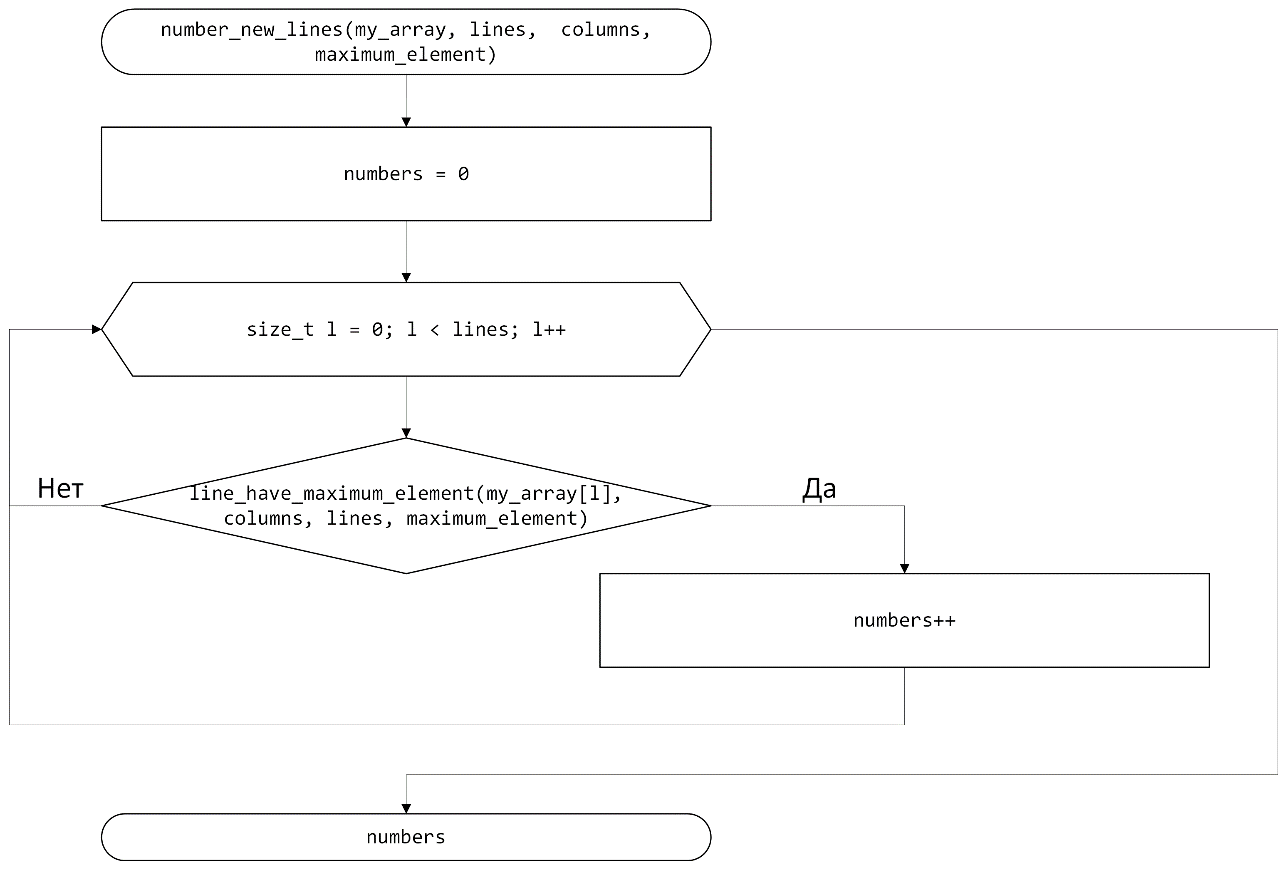 number_new_lines(my_array, lines,  columns,
maximum_element)
numbers = 0
size_t l = 0; l < lines; l++
Нет
line_have_maximum_element(my_array[l],
columns, lines, maximum_element)
Да
numbers++
numbers